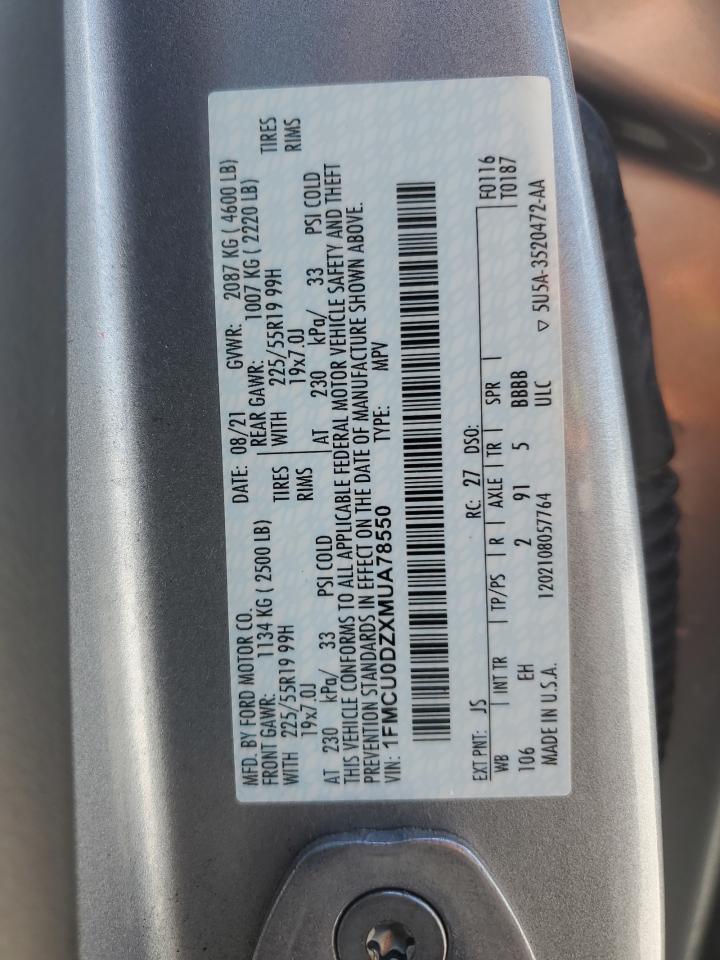 MFD. BY FORD MOTOR CO.
DATE: 08/21 GVWR: 2087 KG ( 4600 LB)
FRONT GAWR: 1134 KG ( 2500 LB) REAR GAWR: 1007 KG ( 2220 LB)
WITH 225/55R19 99H TIRES WITH 225/55R19 99H TIRES
19x7.0J RIMS 19x7.0J RIMS
AT 230 kPa/ 33 PSI COLD AT 230 kPa/ 33 PSI COLD
THIS VEHICLE CONFORMS TO ALL APPLICABLE FEDERAL MOTOR VEHICLE SAFETY AND THEFT
PREVENTION STANDARDS IN EFFECT ON THE DATE OF MANUFACTURE SHOWN ABOVE.
VIN: 1FMCU0DZXMUA78550 TYPE: MPV
F0116
EXT PNT: JS RC: 27 DSO: T0187
WB INT TR TP/PS R AXLE TR SPR
106 EH 2 91 5 BBBB
MADE IN U.S.A. 1202108057764 ULC ▽ 5U5A-3520472-AA